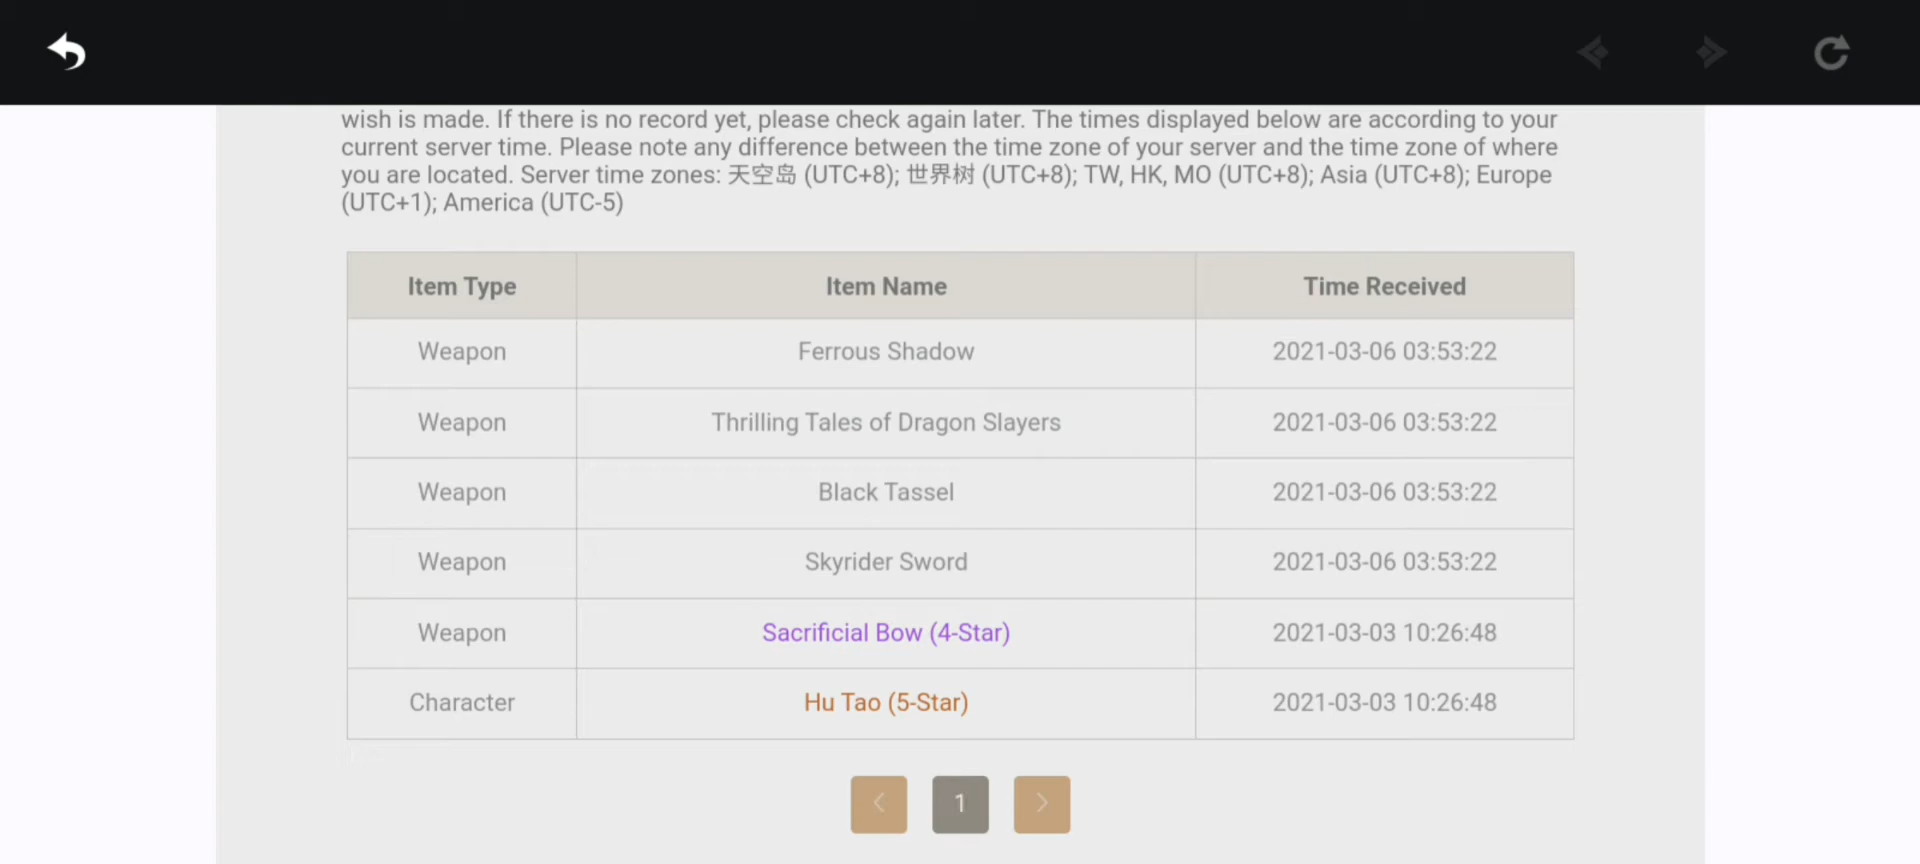 wish is made. If there is no record yet, please check again later. The times displayed below are according to your
current server time. Please note any difference between the time zone of your server and the time zone of where
you are located. Server time zones: 天空岛 (UTC+8); 世界树 (UTC+8); TW, HK, MO (UTC+8); Asia (UTC+8); Europe
(UTC+1); America (UTC-5)
Item Type Item Name Time Received
Weapon Ferrous Shadow 2021-03-06 03:53:22
Weapon Thrilling Tales of Dragon Slayers 2021-03-06 03:53:22
Weapon Black Tassel 2021-03-06 03:53:22
Weapon Skyrider Sword 2021-03-06 03:53:22
Weapon Sacrificial Bow (4-Star) 2021-03-03 10:26:48
Character Hu Tao (5-Star) 2021-03-03 10:26:48
1